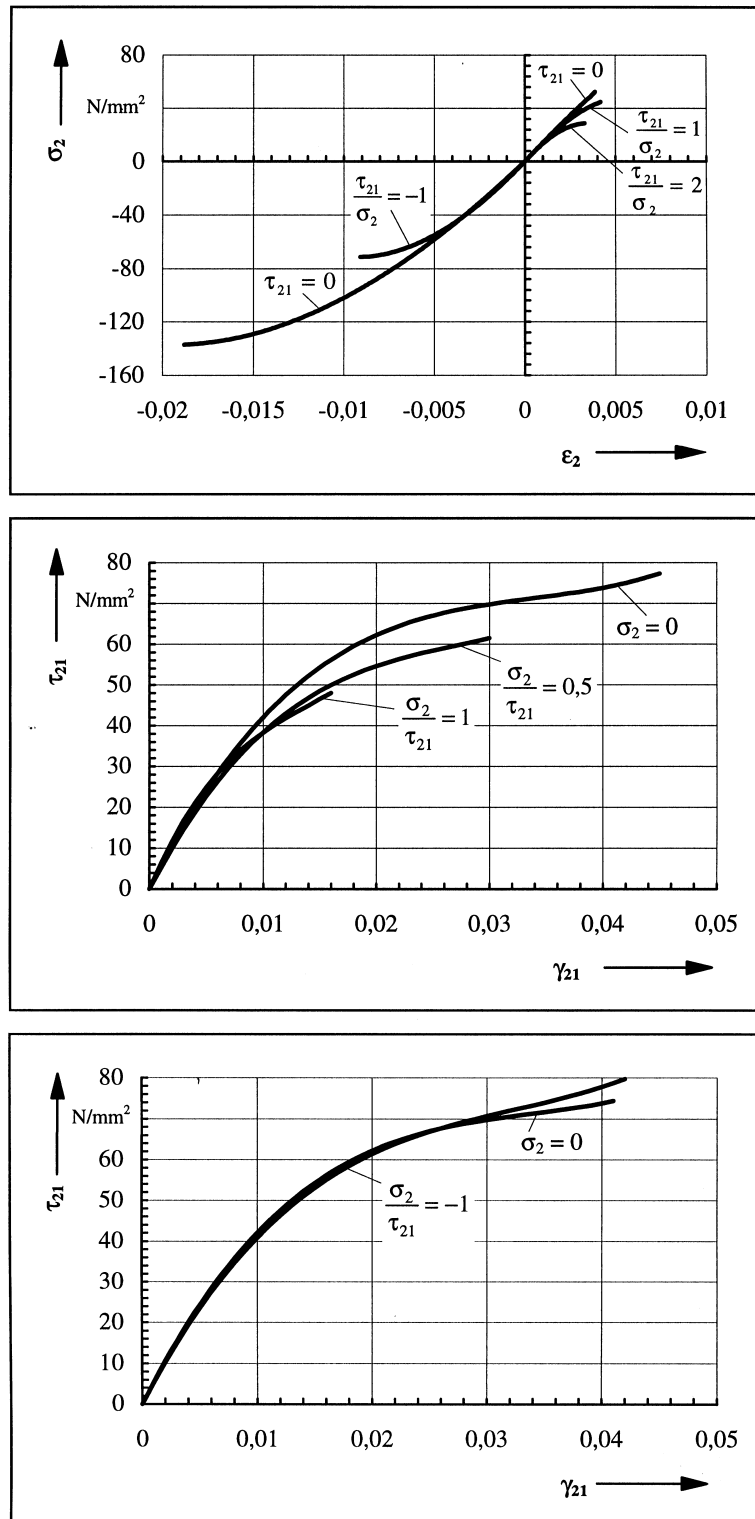 80
N/mm²
σ₂
0
-40
-80
-120
-160
τ₂₁ = 0
τ₂₁/σ₂ = 1
τ₂₁/σ₂ = 2
τ₂₁/σ₂ = −1
τ₂₁ = 0
-0,02 -0,015 -0,01 -0,005 0 0,005 0,01
ε₂
80
N/mm²
τ₂₁
60
50
40
30
20
10
0
σ₂ = 0
σ₂/τ₂₁ = 0,5
σ₂/τ₂₁ = 1
0 0,01 0,02 0,03 0,04 0,05
γ₂₁
80
N/mm²
τ₂₁
60
50
40
30
20
10
0
σ₂ = 0
σ₂/τ₂₁ = −1
0 0,01 0,02 0,03 0,04 0,05
γ₂₁